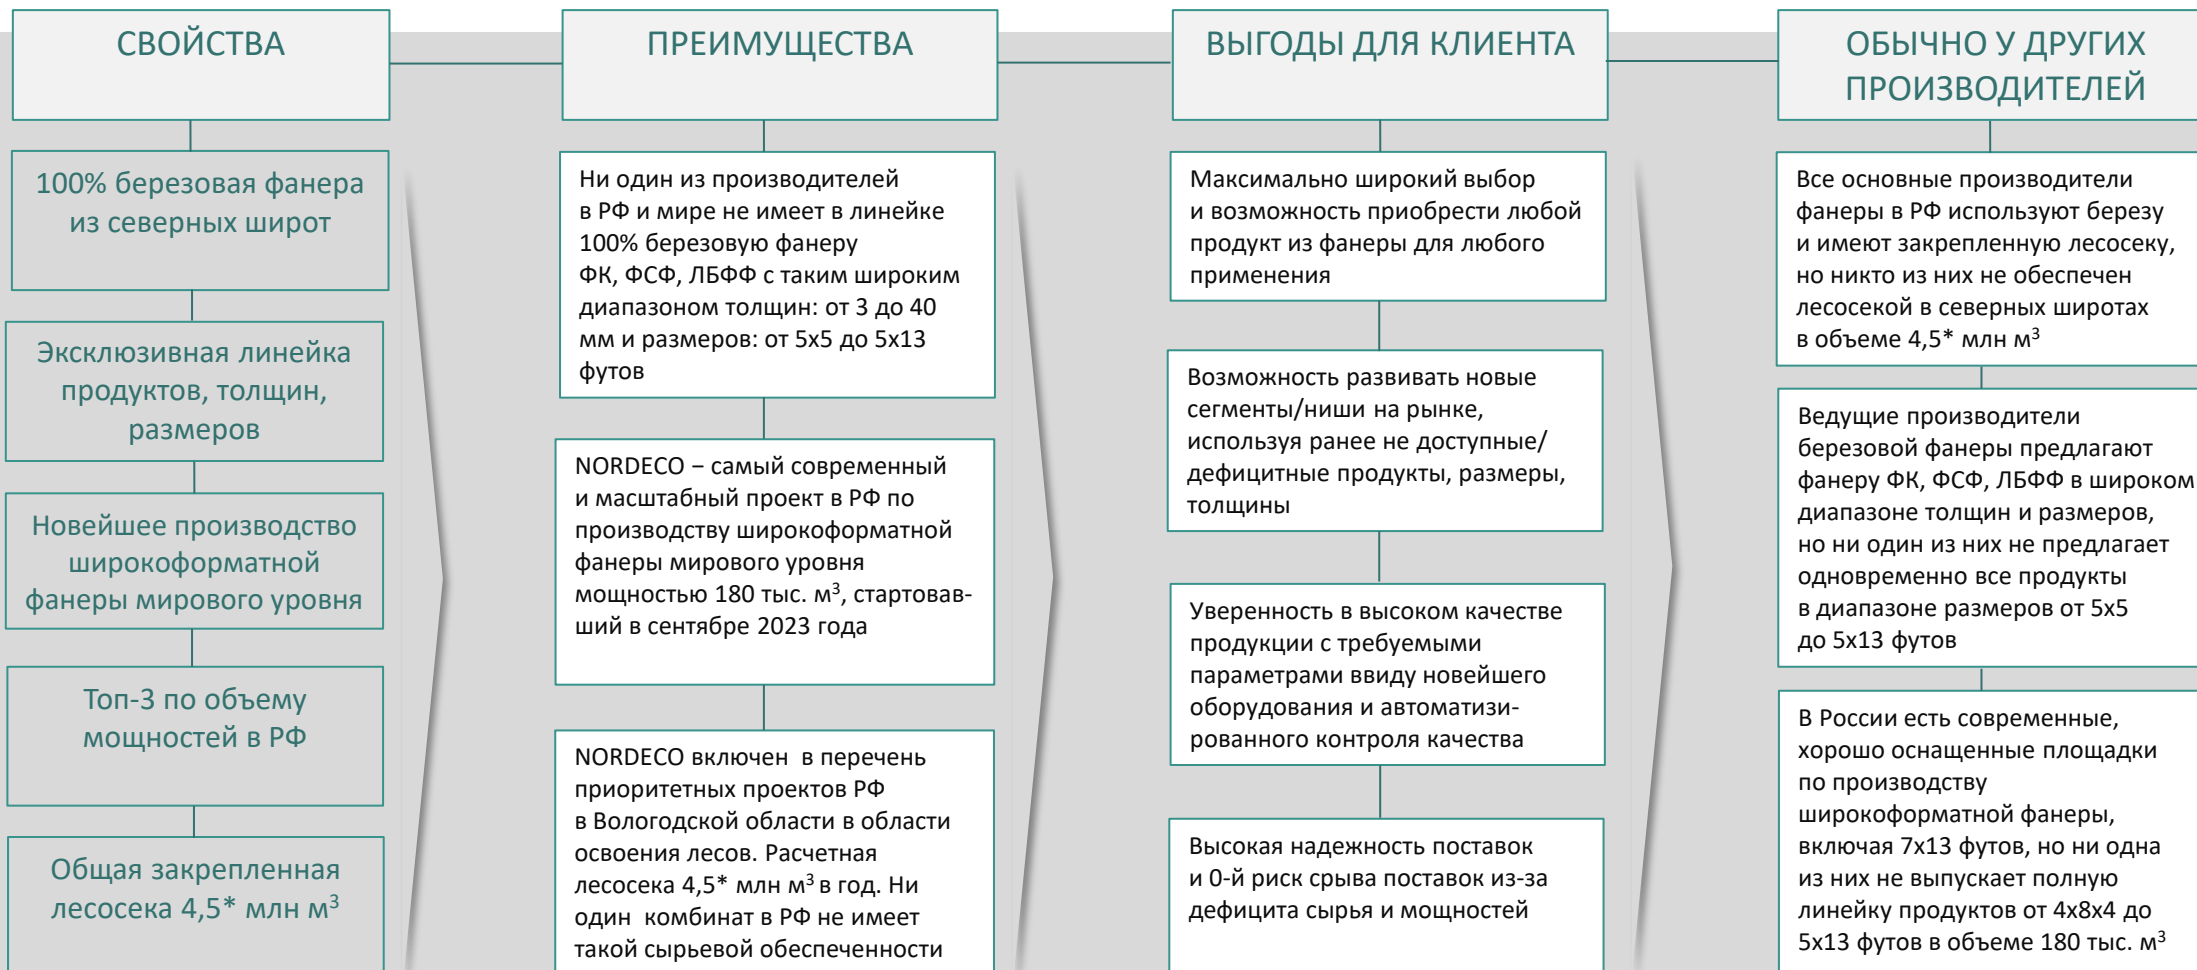 СВОЙСТВА
100% березовая фанера
из северных широт
Эксклюзивная линейка
продуктов, толщин,
размеров
Новейшее производство
широкоформатной
фанеры мирового уровня
Топ-3 по объему
мощностей в РФ
Общая закрепленная
лесосека 4,5* млн м³
ПРЕИМУЩЕСТВА
Ни один из производителей
в РФ и мире не имеет в линейке
100% березовую фанеру
ФК, ФСФ, ЛБФФ с таким широким
диапазоном толщин: от 3 до 40
мм и размеров: от 5х5 до 5х13
футов
NORDECO – самый современный
и масштабный проект в РФ по
производству широкоформатной
фанеры мирового уровня
мощностью 180 тыс. м³, стартовав-
ший в сентябре 2023 года
NORDECO включен в перечень
приоритетных проектов РФ
в Вологодской области в области
освоения лесов. Расчетная
лесосека 4,5* млн м³ в год. Ни
один комбинат в РФ не имеет
такой сырьевой обеспеченности
ВЫГОДЫ ДЛЯ КЛИЕНТА
Максимально широкий выбор
и возможность приобрести любой
продукт из фанеры для любого
применения
Возможность развивать новые
сегменты/ниши на рынке,
используя ранее не доступные/
дефицитные продукты, размеры,
толщины
Уверенность в высоком качестве
продукции с требуемыми
параметрами ввиду новейшего
оборудования и автоматизи-
рованного контроля качества
Высокая надежность поставок
и 0-й риск срыва поставок из-за
дефицита сырья и мощностей
ОБЫЧНО У ДРУГИХ
ПРОИЗВОДИТЕЛЕЙ
Все основные производители
фанеры в РФ используют березу
и имеют закрепленную лесосеку,
но никто из них не обеспечен
лесосекой в северных широтах
в объеме 4,5* млн м³
Ведущие производители
березовой фанеры предлагают
фанеру ФК, ФСФ, ЛБФФ в широком
диапазоне толщин и размеров,
но ни один из них не предлагает
одновременно все продукты
в диапазоне размеров от 5х5
до 5х13 футов
В России есть современные,
хорошо оснащенные площадки
по производству
широкоформатной фанеры,
включая 7х13 футов, но ни одна
из них не выпускает полную
линейку продуктов от 4х8х4 до
5х13 футов в объеме 180 тыс. м³